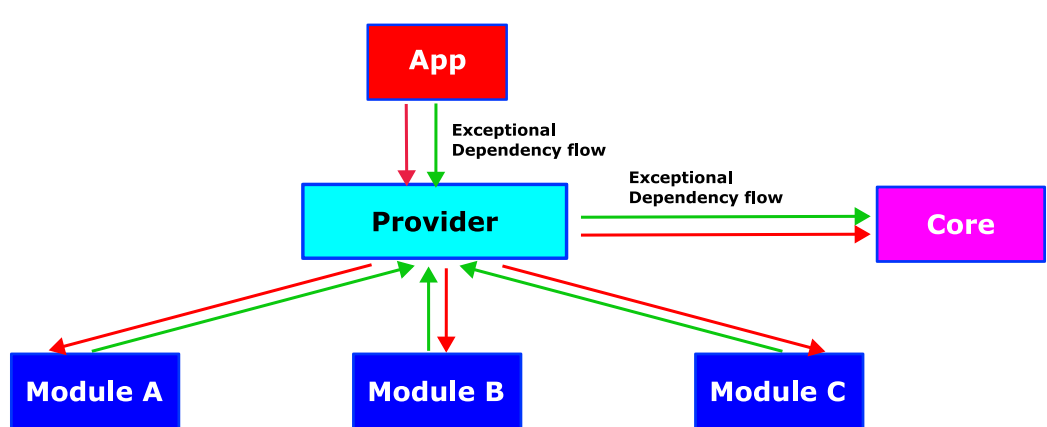 App
Exceptional
Dependency flow
Exceptional
Dependency flow
Provider
Core
Module A
Module B
Module C